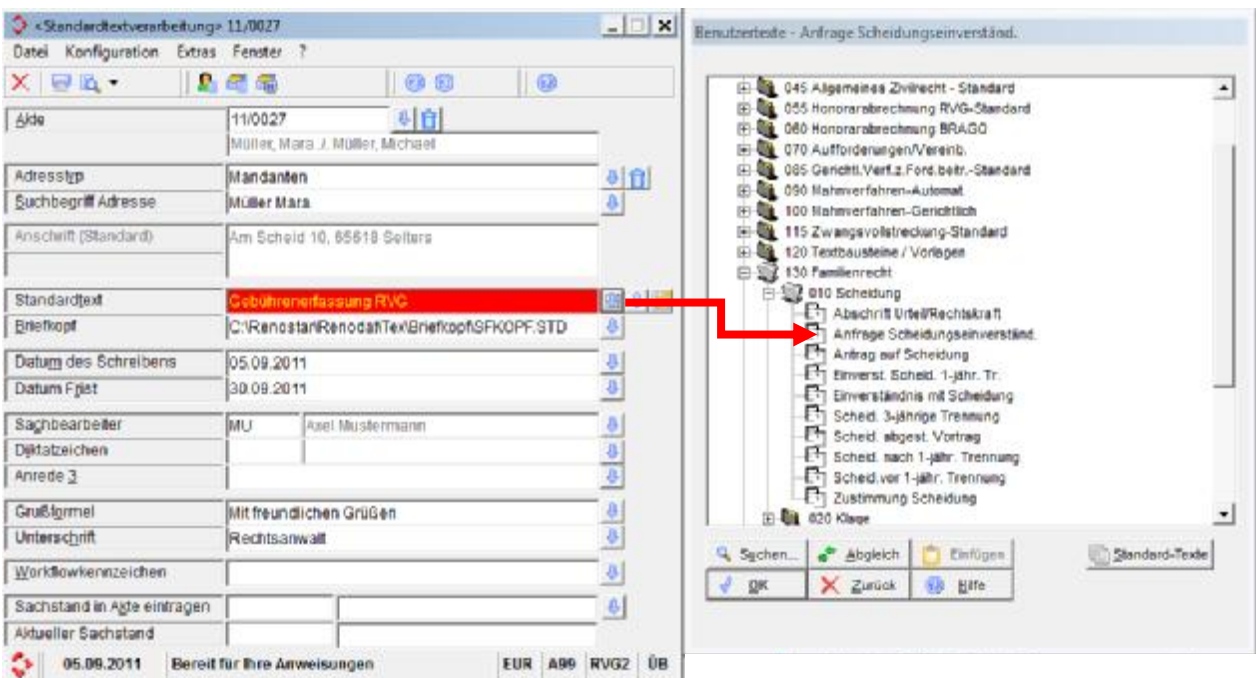 <Standardtextverarbeitung> 11/0027
Datei Konfiguration Extras Fenster ?
Akte 11/0027
Müller, Mara ./. Müller, Michael
Adresstyp Mandanten
Suchbegriff Adresse Müller Mara
Anschrift (Standard) Am Scheid 10, 65618 Selters
Standardtext Gebührenerfassung RVG
Briefkopf C:\Renostar\Renodat\Tex\Briefkopf\SFKOPF.STD
Datum des Schreibens 05.09.2011
Datum Frist 30.09.2011
Sachbearbeiter MU Axel Mustermann
Diktatzeichen
Anrede 3
Grußformel Mit freundlichen Grüßen
Unterschrift Rechtsanwalt
Workflowkennzeichen
Sachstand in Akte eintragen
Aktueller Sachstand
05.09.2011 Bereit für Ihre Anweisungen EUR A99 RVG2 ÜB
Benutzertexte - Anfrage Scheidungseinverständ.
045 Allgemeines Zivilrecht - Standard
055 Honorarabrechnung RVG-Standard
060 Honorarabrechnung BRAGO
070 Aufforderungen/Vereinb.
085 Gerichtl.Verf.z.Ford.beitr.-Standard
090 Mahnverfahren-Automat
100 Mahnverfahren-Gerichtlich
115 Zwangsvollstreckung-Standard
120 Textbausteine / Vorlagen
130 Familienrecht
010 Scheidung
Abschrift Urteil/Rechtskraft
Anfrage Scheidungseinverständ.
Antrag auf Scheidung
Einverst. Scheid. 1-jähr. Tr.
Einverständnis mit Scheidung
Scheid. 3-jährige Trennung
Scheid. abgest. Vortrag
Scheid. nach 1-jähr. Trennung
Scheid.vor 1-jähr. Trennung
Zustimmung Scheidung
020 Klage
Suchen... Abgleich Einfügen Standard-Texte
OK Zurück Hilfe